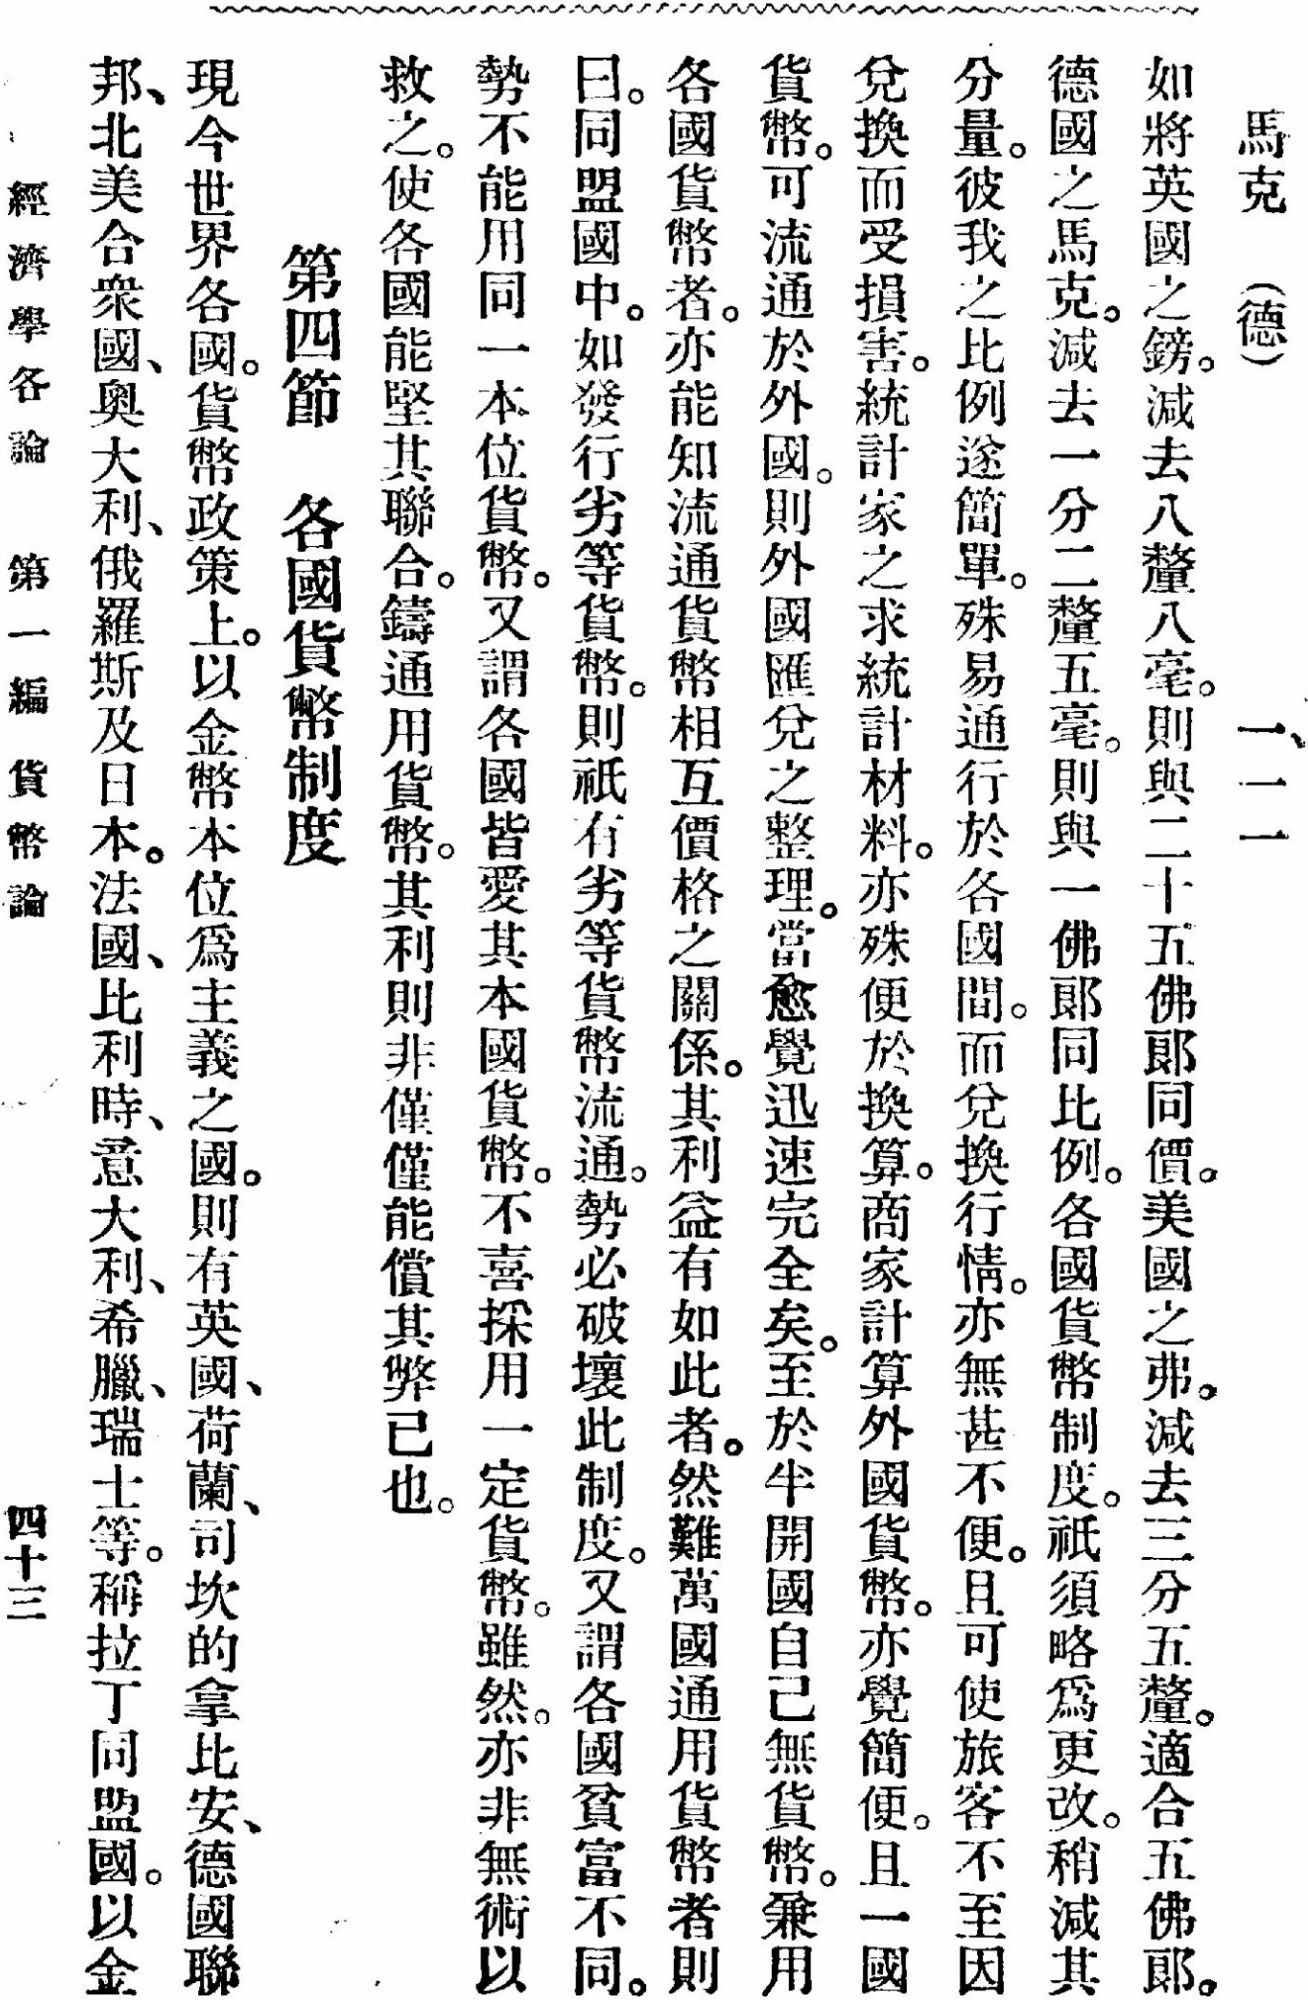 馬克　(德)　一、一一
如將英國之鎊。減去八釐八毫。則與二十五佛郞同價。美國之弗。減去三分五釐。適合五佛郞。
德國之馬克。減去一分二釐五毫。則與一佛郞同比例。各國貨幣制度。祇須略爲更改。稍減其
分量。彼我之比例遂簡單。殊易通行於各國間。而兌換行情。亦無甚不便。且可使旅客不至因
兌換而受損害。統計家之求統計材料。亦殊便於換算。商家計算外國貨幣。亦覺簡便。且一國
貨幣。可流通於外國。則外國匯兌之整理。當愈覺迅速完全矣。至於半開國自己無貨幣。兼用
各國貨幣者。亦能知流通貨幣相互價格之關係。其利益有如此者。然難萬國通用貨幣者則
曰。同盟國中。如發行劣等貨幣。則祇有劣等貨幣流通。勢必破壞此制度。又謂各國貧富不同。
勢不能用同一本位貨幣。又謂各國皆愛其本國貨幣。不喜採用一定貨幣。雖然。亦非無術以
救之。使各國能堅其聯合。鑄通用貨幣。其利則非僅僅能償其弊已也。
第四節　各國貨幣制度
現今世界各國。貨幣政策上。以金幣本位爲主義之國。則有英國、荷蘭、司坎的拿比安、德國聯
邦、北美合衆國、奧大利、俄羅斯及日本。法國、比利時、意大利、希臘、瑞士等。稱拉丁同盟國。以金
經濟學各論　第一編　貨幣論　四十三